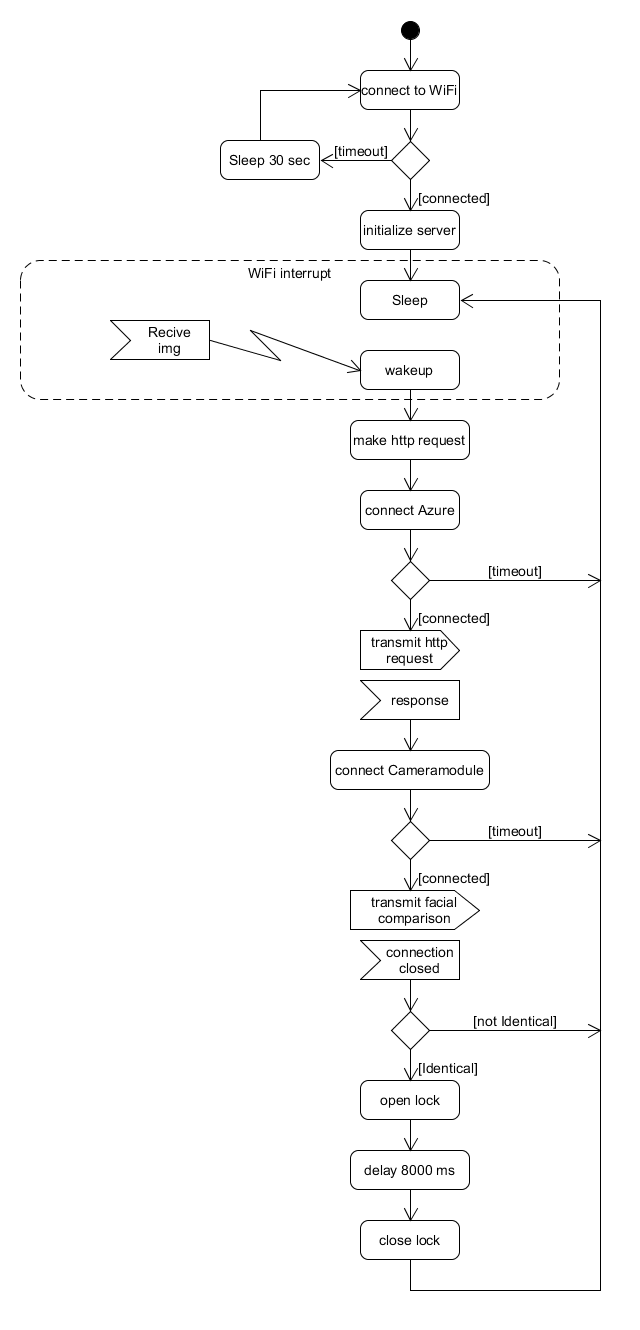 connect to WiFi
[timeout]
Sleep 30 sec
[connected]
initialize server
WiFi interrupt
Sleep
Recive
img
wakeup
make http request
connect Azure
[timeout]
[connected]
transmit http
request
response
connect Cameramodule
[timeout]
[connected]
transmit facial
comparison
connection
closed
[not Identical]
[Identical]
open lock
delay 8000 ms
close lock